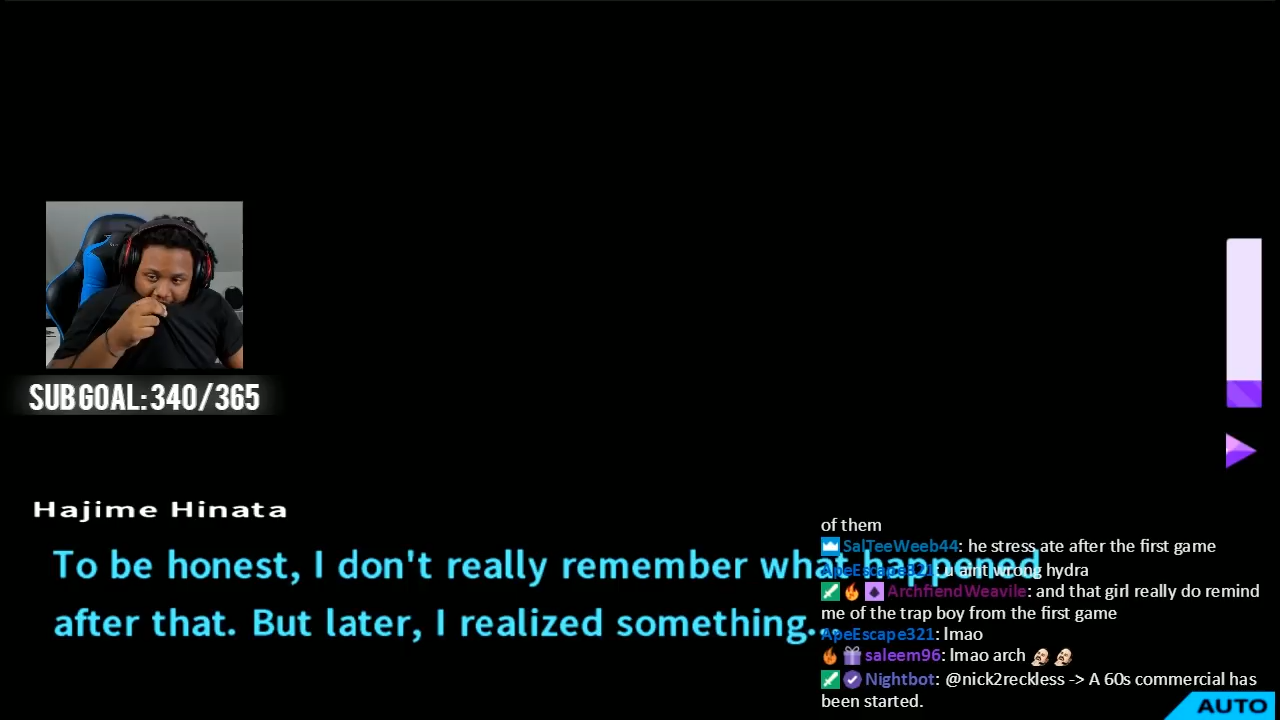 SUB GOAL: 340/365
Hajime Hinata
To be honest, I don't really remember what happened
after that. But later, I realized something...
of them
SalTeeWeeb44: he stress ate after the first game
ApeEscape321: u aint wrong hydra
ArchfiendWeavile: and that girl really do remind
me of the trap boy from the first game
ApeEscape321: lmao
saleem96: lmao arch
Nightbot: @nick2reckless -> A 60s commercial has
been started.
AUTO